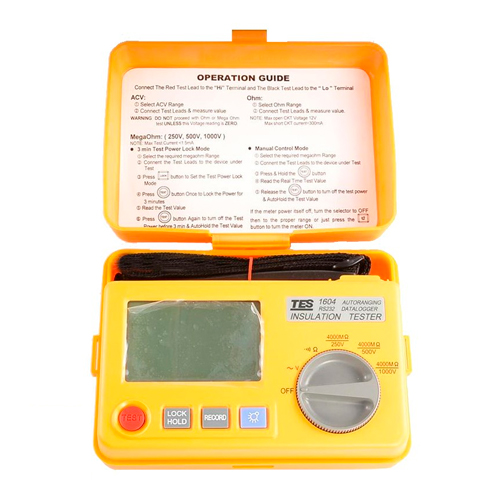 OPERATION GUIDE
Connect The Red Test Lead to the "Hi" Terminal and The Black Test Lead to the "Lo" Terminal
ACV:
① Select ACV Range
② Connect Test Leads & measure value.
WARNING. DO NOT proceed with Ohm or Mega Ohm,
test UNLESS this Voltage reading is ZERO.
Ohm:
① Select Ohm Range.
② Connect Test Leads & measure value
NOTE: Max open CKT Voltage 12V
Max short CKT current<300mA
MegaOhm: ( 250V, 500V, 1000V )
NOTE: Max Test Current <1.5mA
● 3 min Test Power Lock Mode
① Select the required megaohm Range
② Connent the Test Leads to the device under
Test
③ Press button to Set the Test Power Lock
Mode
④ Press button Once to Lock the Power for
3 minutes
⑤ Read the Test Value
⑥ Press button Again to turn off the Test
Power before 3 min & AutoHold the Test Value
● Manual Control Mode
① Select the required megaohm Range
② Connect the Test Leads to the device under Test
③ Press & Hold the button
④ Read the Real Time Test Value
⑤ Release the button to turn off the test power
& AutoHold the Test Value
If the meter power itself off, turn the selector to OFF
then to the proper range or just press the
button to turn the meter ON.
TES 1604 AUTORANGING
RS232 DATALOGGER
INSULATION TESTER
4000MΩ
250V
4000MΩ
500V
4000MΩ
1000V
Ω
~V
OFF
TEST
LOCK
HOLD
RECORD